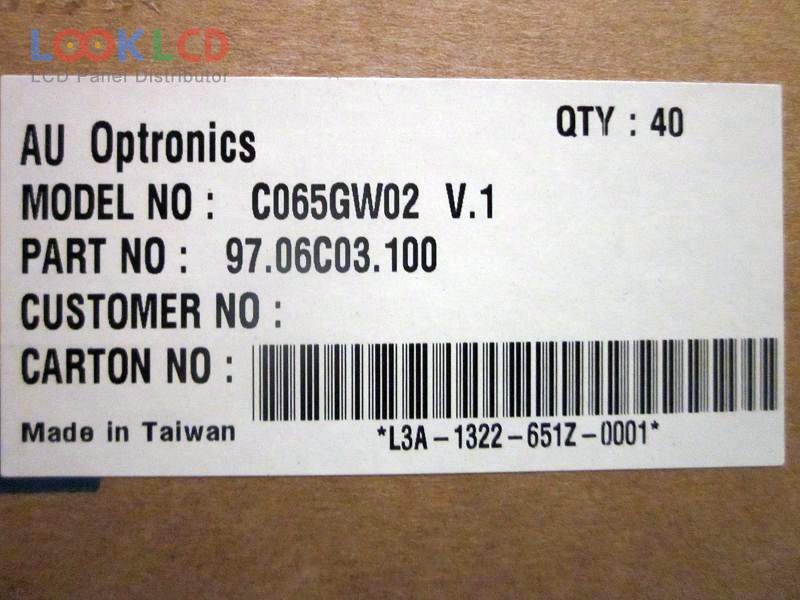 LOOKLCD
LCD Panel Distributor
QTY : 40
AU Optronics
MODEL NO : C065GW02 V.1
PART NO : 97.06C03.100
CUSTOMER NO :
CARTON NO :
*L3A-1322-651Z-0001*
Made in Taiwan